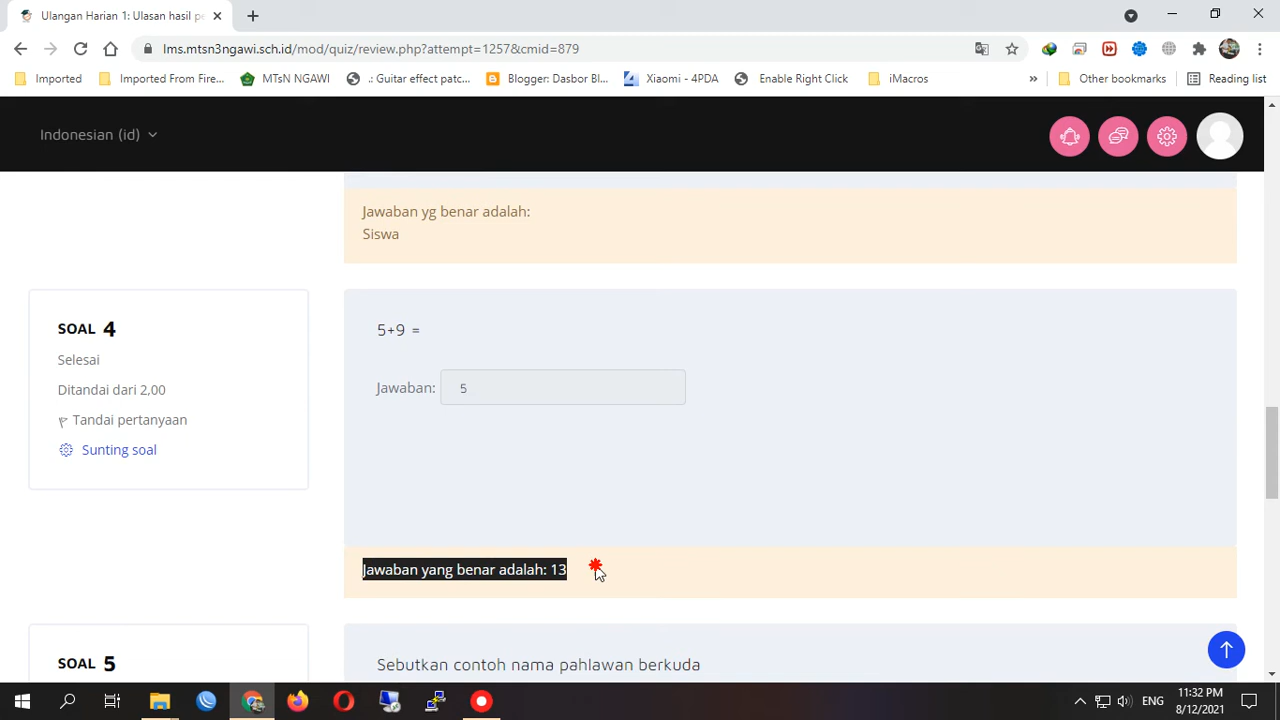 Ulangan Harian 1: Ulasan hasil pe
lms.mtsn3ngawi.sch.id/mod/quiz/review.php?attempt=1257&cmid=879
Imported
Imported From Fire...
MTsN NGAWI
.: Guitar effect patc...
Blogger: Dasbor Bl...
Xiaomi - 4PDA
Enable Right Click
iMacros
»
Other bookmarks
Reading list
Indonesian (id)
Jawaban yg benar adalah:
Siswa
SOAL 4
Selesai
Ditandai dari 2,00
Tandai pertanyaan
Sunting soal
5+9 =
Jawaban: 5
Jawaban yang benar adalah: 13
SOAL 5
Sebutkan contoh nama pahlawan berkuda
ENG
11:32 PM
8/12/2021